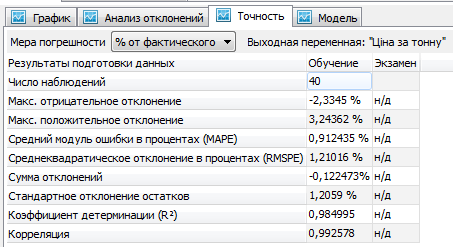 График Анализ отклонений Точность Модель
Мера погрешности % от фактического Выходная переменная: "Ціна за тонну"
Результаты подготовки данных Обучение Экзамен
Число наблюдений 40
Макс. отрицательное отклонение -2,3345 % н/д
Макс. положительное отклонение 3,24362 % н/д
Средний модуль ошибки в процентах (MAPE) 0,912435 % н/д
Среднеквадратическое отклонение в процентах (RMSPE) 1,21016 % н/д
Сумма отклонений -0,122473% н/д
Стандартное отклонение остатков 1,2059 % н/д
Коэффициент детерминации (R²) 0,984995 н/д
Корреляция 0,992578 н/д